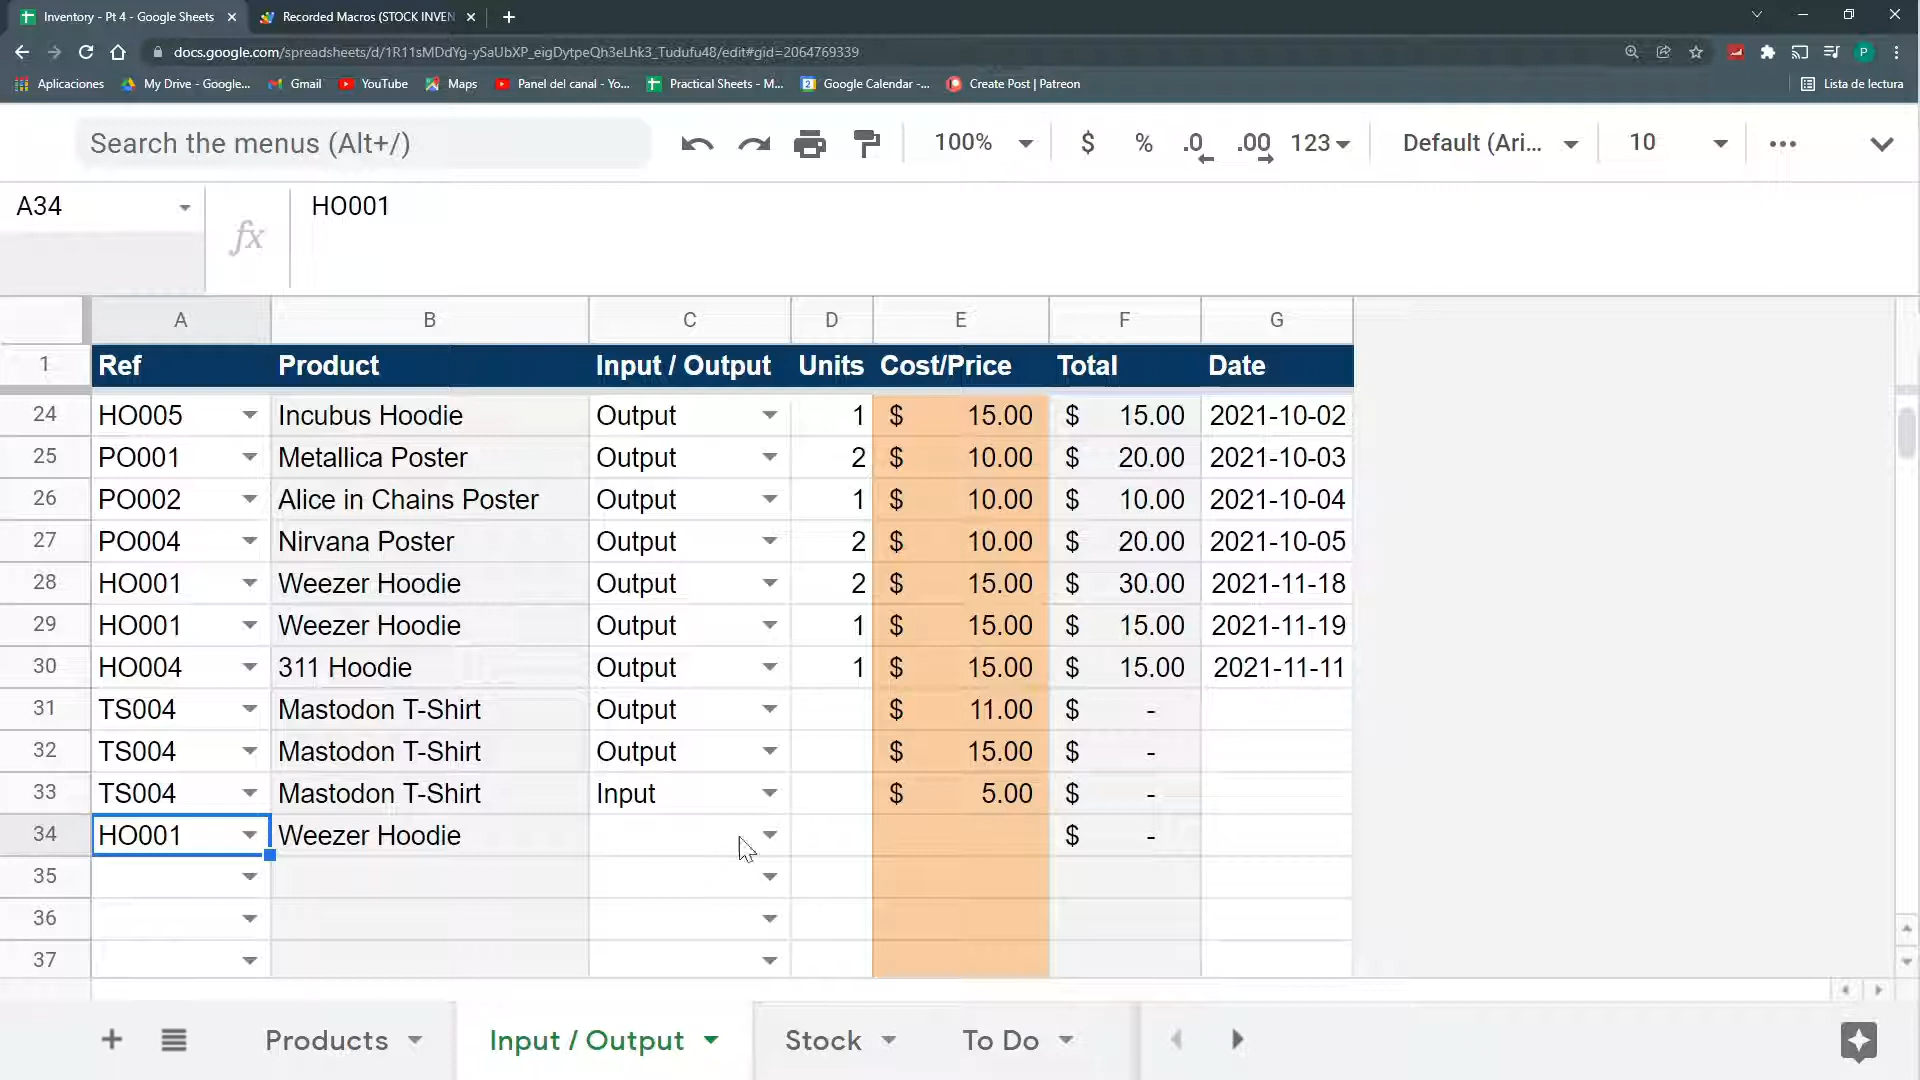 Inventory - Pt 4 - Google Sheets
Recorded Macros (STOCK INVEN
docs.google.com/spreadsheets/d/1R11sMDdYg-ySaUbXP_eigDytpeQh3eLhk3_Tudufu48/edit#gid=2064769339
P
Aplicaciones My Drive - Google... Gmail YouTube Maps Panel del canal - Yo... Practical Sheets - M... Google Calendar -... Create Post | Patreon Lista de lectura
Search the menus (Alt+/) 100% $ % .0 .00 123 Default (Ari... 10
A34 fx HO001
A B C D E F G
1 Ref Product Input / Output Units Cost/Price Total Date
24 HO005 Incubus Hoodie Output 1 $ 15.00 $ 15.00 2021-10-02
25 PO001 Metallica Poster Output 2 $ 10.00 $ 20.00 2021-10-03
26 PO002 Alice in Chains Poster Output 1 $ 10.00 $ 10.00 2021-10-04
27 PO004 Nirvana Poster Output 2 $ 10.00 $ 20.00 2021-10-05
28 HO001 Weezer Hoodie Output 2 $ 15.00 $ 30.00 2021-11-18
29 HO001 Weezer Hoodie Output 1 $ 15.00 $ 15.00 2021-11-19
30 HO004 311 Hoodie Output 1 $ 15.00 $ 15.00 2021-11-11
31 TS004 Mastodon T-Shirt Output $ 11.00 $ -
32 TS004 Mastodon T-Shirt Output $ 15.00 $ -
33 TS004 Mastodon T-Shirt Input $ 5.00 $ -
34 HO001 Weezer Hoodie $ -
35
36
37
Products Input / Output Stock To Do